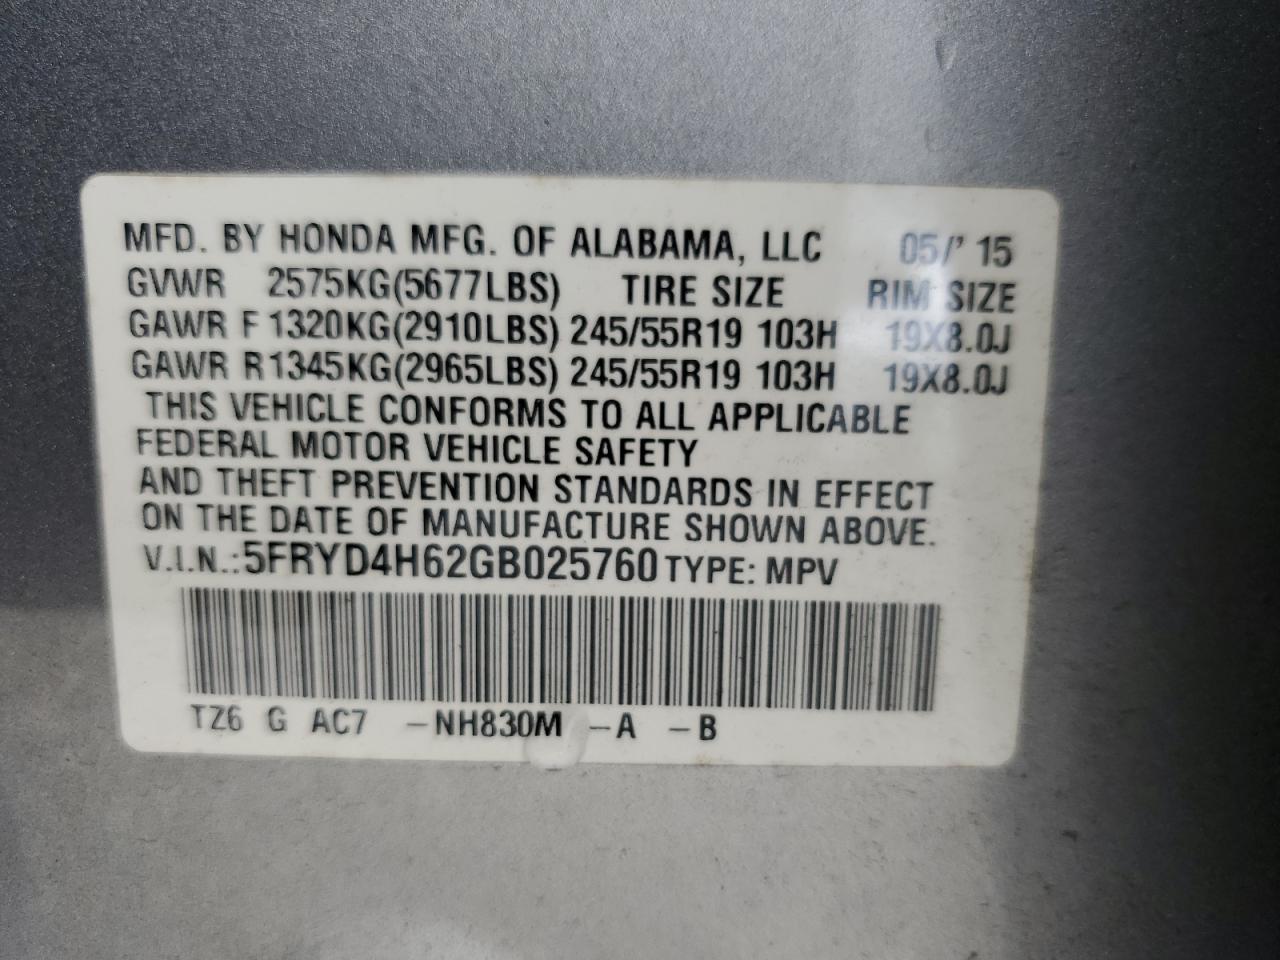 MFD. BY HONDA MFG. OF ALABAMA, LLC 05/' 15
GVWR 2575KG(5677LBS) TIRE SIZE RIM SIZE
GAWR F 1320KG(2910LBS) 245/55R19 103H 19X8.0J
GAWR R 1345KG(2965LBS) 245/55R19 103H 19X8.0J
THIS VEHICLE CONFORMS TO ALL APPLICABLE
FEDERAL MOTOR VEHICLE SAFETY
AND THEFT PREVENTION STANDARDS IN EFFECT
ON THE DATE OF MANUFACTURE SHOWN ABOVE.
V.I.N.:5FRYD4H62GB025760 TYPE: MPV
TZ6 G AC7 -NH830M -A -B